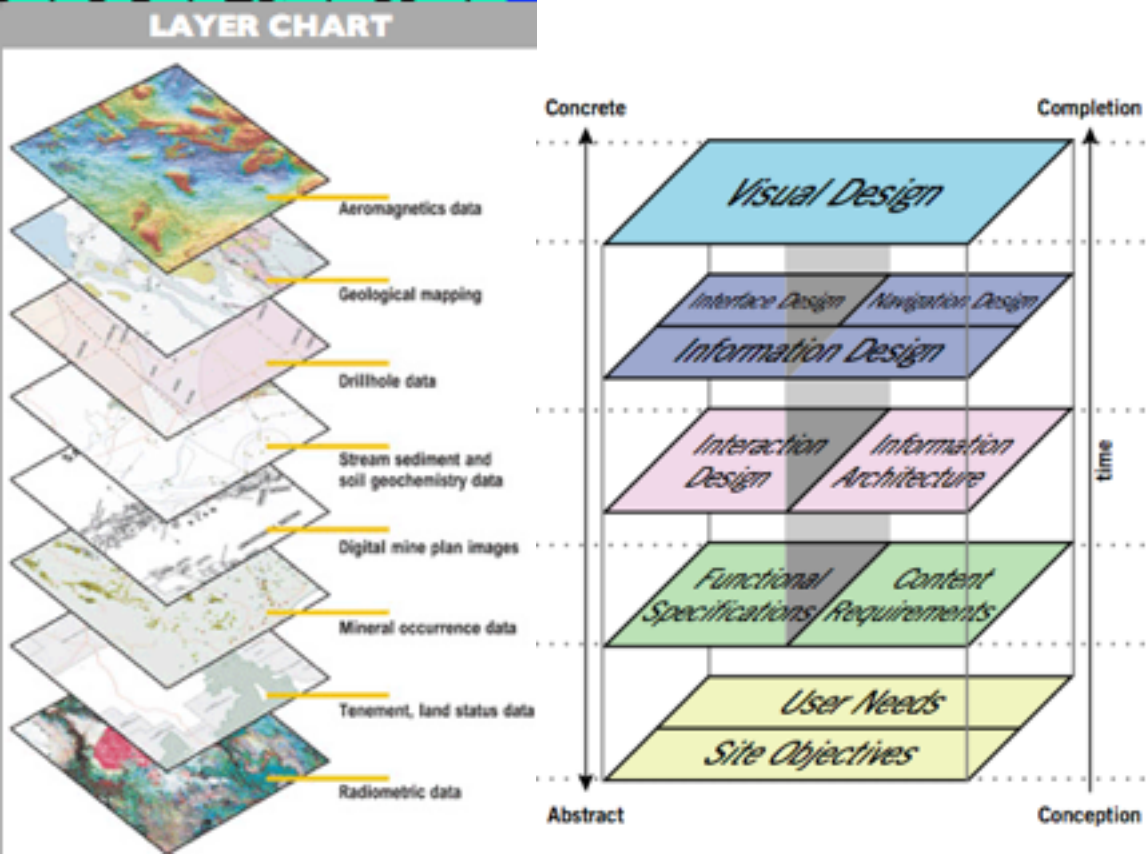 LAYER CHART
Aeromagnetics data
Geological mapping
Drillhole data
Stream sediment and
soil geochemistry data
Digital mine plan images
Mineral occurrence data
Tenement, land status data
Radiometric data
Concrete
Completion
Visual Design
Interface Design
Navigation Design
Information Design
Interaction
Design
Information
Architecture
time
Functional
Specifications
Content
Requirements
User Needs
Site Objectives
Abstract
Conception